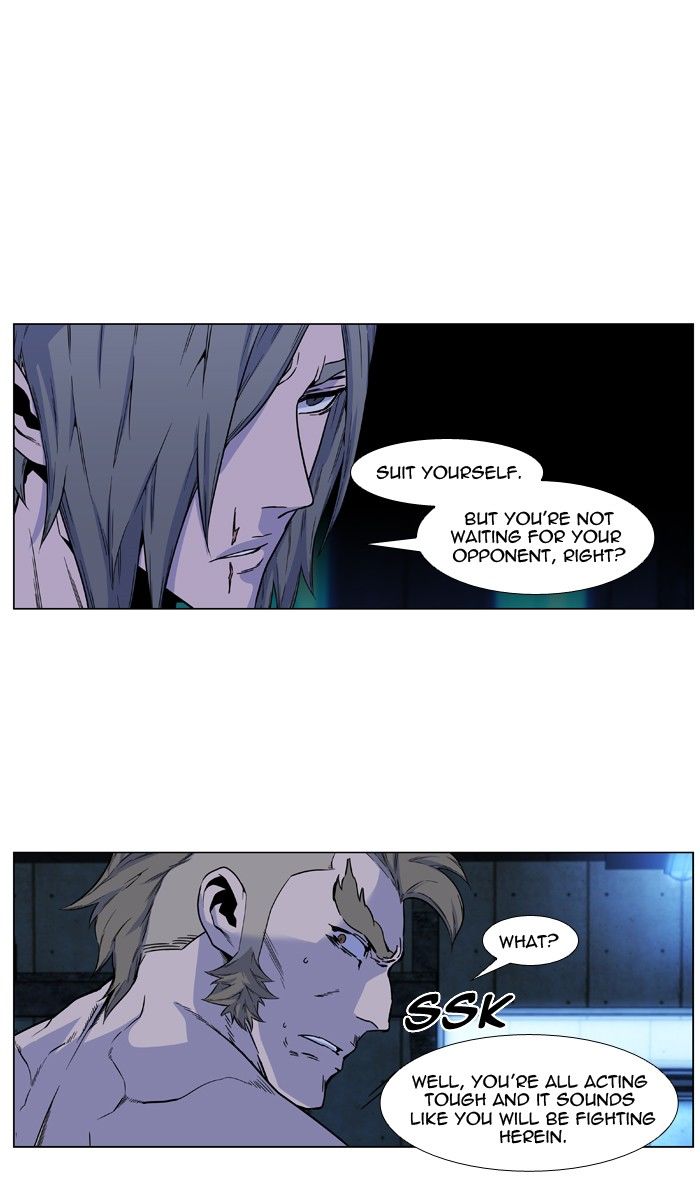 SUIT YOURSELF.
BUT YOU'RE NOT
WAITING FOR YOUR
OPPONENT, RIGHT?
WHAT?
SSK
WELL, YOU'RE ALL ACTING
TOUGH AND IT SOUNDS
LIKE YOU WILL BE FIGHTING
HEREIN.